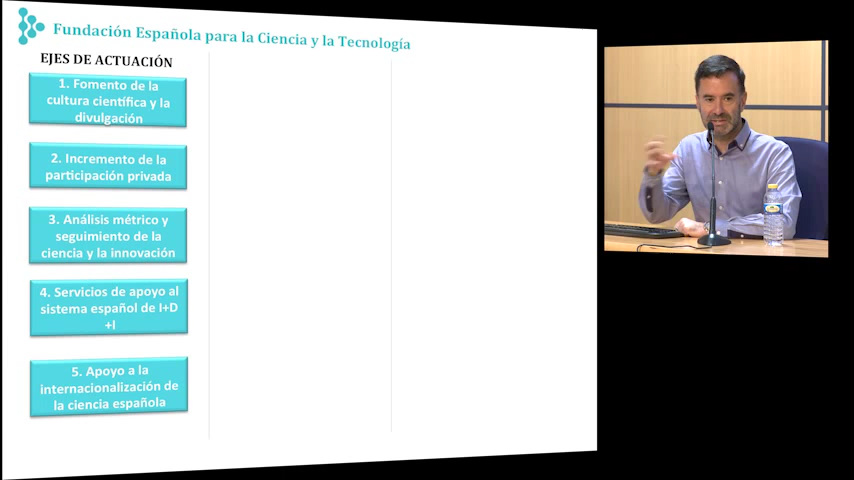 Fundación Española para la Ciencia y la Tecnología
EJES DE ACTUACIÓN
1. Fomento de la
cultura científica y la
divulgación
2. Incremento de la
participación privada
3. Análisis métrico y
seguimiento de la
ciencia y la innovación
4. Servicios de apoyo al
sistema español de I+D
+I
5. Apoyo a la
internacionalización de
la ciencia española